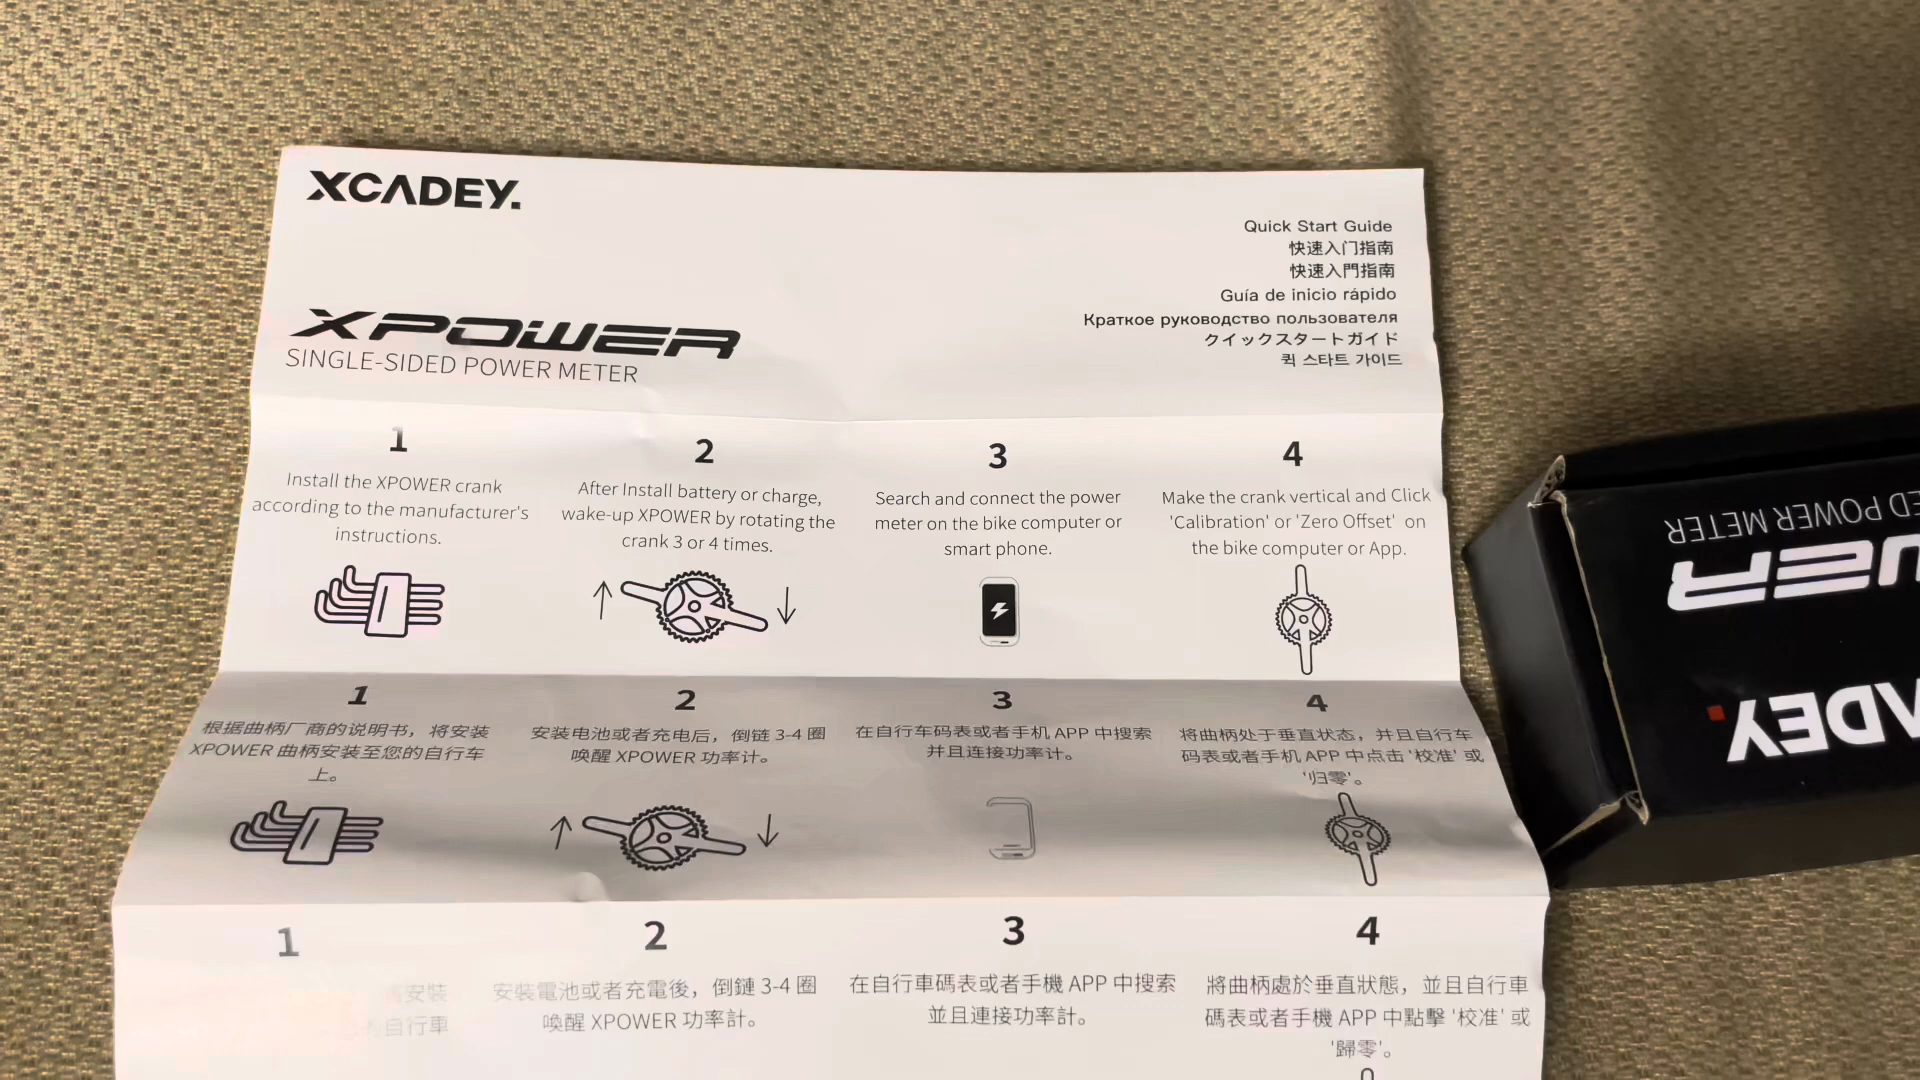 XCADEY.
Quick Start Guide
快速入门指南
快速入門指南
Guía de inicio rápido
Краткое руководство пользователя
クイックスタートガイド
퀵 스타트 가이드
XPOWER
SINGLE-SIDED POWER METER
1
Install the XPOWER crank
according to the manufacturer's
instructions.
2
After Install battery or charge,
wake-up XPOWER by rotating the
crank 3 or 4 times.
3
Search and connect the power
meter on the bike computer or
smart phone.
4
Make the crank vertical and Click
'Calibration' or 'Zero Offset' on
the bike computer or App.
1
根据曲柄厂商的说明书，将安装
XPOWER 曲柄安装至您的自行车
上。
2
安装电池或者充电后，倒链 3-4 圈
唤醒 XPOWER 功率计。
3
在自行车码表或者手机 APP 中搜索
并且连接功率计。
4
将曲柄处于垂直状态，并且自行车
码表或者手机 APP 中点击 '校准' 或
'归零'。
1
安裝
自行車
2
安裝電池或者充電後，倒鏈 3-4 圈
喚醒 XPOWER 功率計。
3
在自行車碼表或者手機 APP 中搜索
並且連接功率計。
4
將曲柄處於垂直狀態，並且自行車
碼表或者手機 APP 中點擊 '校准' 或
'歸零'。
ED POWER METER
WER
ADEY.